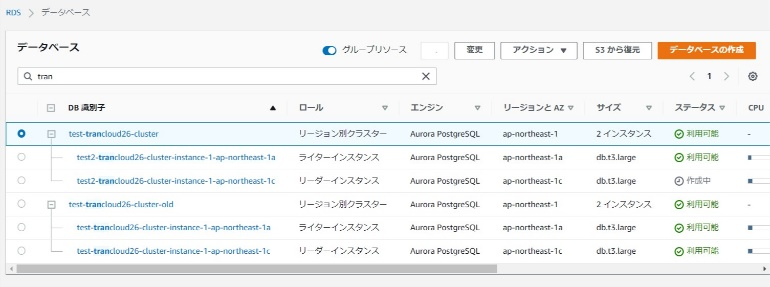 RDS > データベース
データベース
グループリソース
変更
アクション
S3 から復元
データベースの作成
tran
1
DB 識別子 ロール エンジン リージョンと AZ サイズ ステータス CPU
test-trancloud26-cluster リージョン別クラスター Aurora PostgreSQL ap-northeast-1 2 インスタンス 利用可能 -
test2-trancloud26-cluster-instance-1-ap-northeast-1a ライターインスタンス Aurora PostgreSQL ap-northeast-1a db.t3.large 利用可能
test2-trancloud26-cluster-instance-1-ap-northeast-1c リーダーインスタンス Aurora PostgreSQL ap-northeast-1c db.t3.large 作成中
test-trancloud26-cluster-old リージョン別クラスター Aurora PostgreSQL ap-northeast-1 2 インスタンス 利用可能 -
test-trancloud26-cluster-instance-1-ap-northeast-1a ライターインスタンス Aurora PostgreSQL ap-northeast-1a db.t3.large 利用可能
test-trancloud26-cluster-instance-1-ap-northeast-1c リーダーインスタンス Aurora PostgreSQL ap-northeast-1c db.t3.large 利用可能